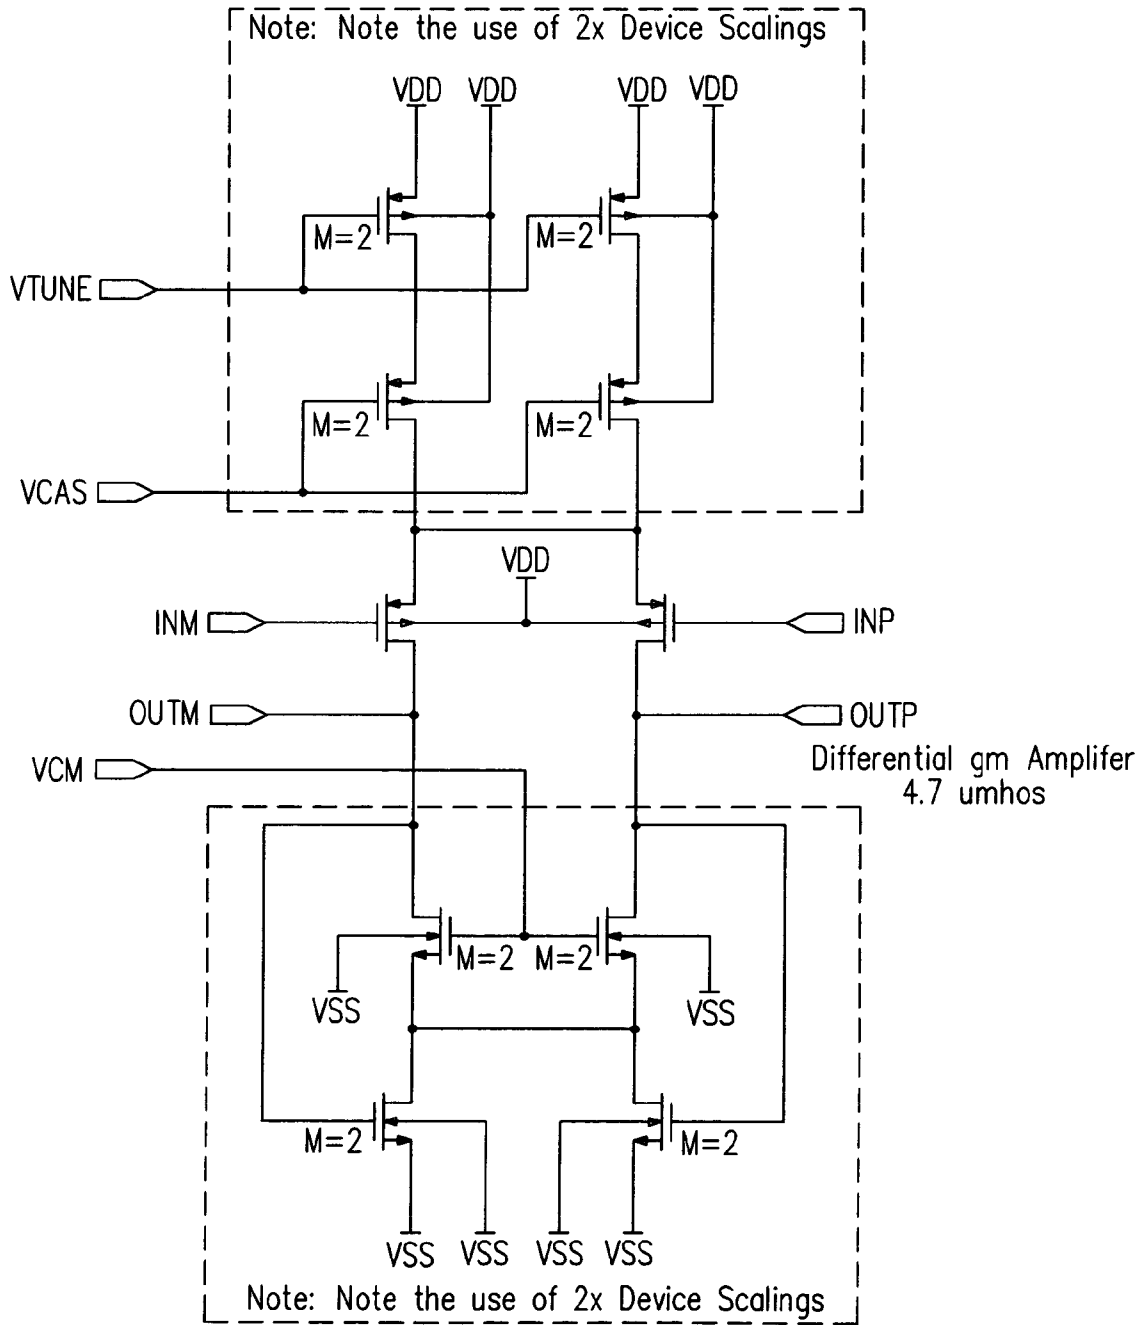 Note: Note the use of 2x Device Scalings
VDD VDD VDD VDD
M=2 M=2
VTUNE
M=2 M=2
VCAS
VDD
INM INP
OUTM OUTP
VCM
Differential gm Amplifer
4.7 umhos
M=2 M=2
VSS VSS
M=2 M=2
VSS VSS VSS VSS
Note: Note the use of 2x Device Scalings